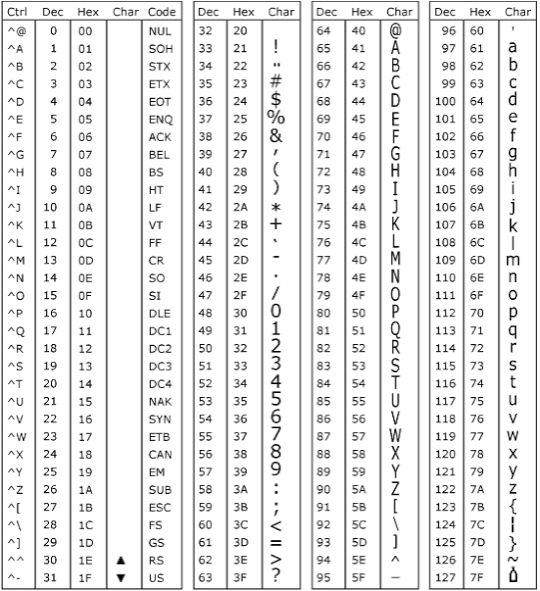 Ctrl Dec Hex Char Code Dec Hex Char Dec Hex Char Dec Hex Char
^@ 0 00 NUL 32 20 64 40 @ 96 60 '
^A 1 01 SOH 33 21 ! 65 41 A 97 61 a
^B 2 02 STX 34 22 " 66 42 B 98 62 b
^C 3 03 ETX 35 23 # 67 43 C 99 63 c
^D 4 04 EOT 36 24 $ 68 44 D 100 64 d
^E 5 05 ENQ 37 25 % 69 45 E 101 65 e
^F 6 06 ACK 38 26 & 70 46 F 102 66 f
^G 7 07 BEL 39 27 ′ 71 47 G 103 67 g
^H 8 08 BS 40 28 ( 72 48 H 104 68 h
^I 9 09 HT 41 29 ) 73 49 I 105 69 i
^J 10 0A LF 42 2A * 74 4A J 106 6A j
^K 11 0B VT 43 2B + 75 4B K 107 6B k
^L 12 0C FF 44 2C ‵ 76 4C L 108 6C l
^M 13 0D CR 45 2D - 77 4D M 109 6D m
^N 14 0E SO 46 2E · 78 4E N 110 6E n
^O 15 0F SI 47 2F / 79 4F O 111 6F o
^P 16 10 DLE 48 30 0 80 50 P 112 70 p
^Q 17 11 DC1 49 31 1 81 51 Q 113 71 q
^R 18 12 DC2 50 32 2 82 52 R 114 72 r
^S 19 13 DC3 51 33 3 83 53 S 115 73 s
^T 20 14 DC4 52 34 4 84 54 T 116 74 t
^U 21 15 NAK 53 35 5 85 55 U 117 75 u
^V 22 16 SYN 54 36 6 86 56 V 118 76 v
^W 23 17 ETB 55 37 7 87 57 W 119 77 w
^X 24 18 CAN 56 38 8 88 58 X 120 78 x
^Y 25 19 EM 57 39 9 89 59 Y 121 79 y
^Z 26 1A SUB 58 3A : 90 5A Z 122 7A z
^[ 27 1B ESC 59 3B ; 91 5B [ 123 7B {
^\ 28 1C FS 60 3C < 92 5C \ 124 7C ¦
^] 29 1D GS 61 3D = 93 5D ] 125 7D }
^^ 30 1E ▲ RS 62 3E > 94 5E ^ 126 7E ~
^- 31 1F ▼ US 63 3F ? 95 5F _ 127 7F